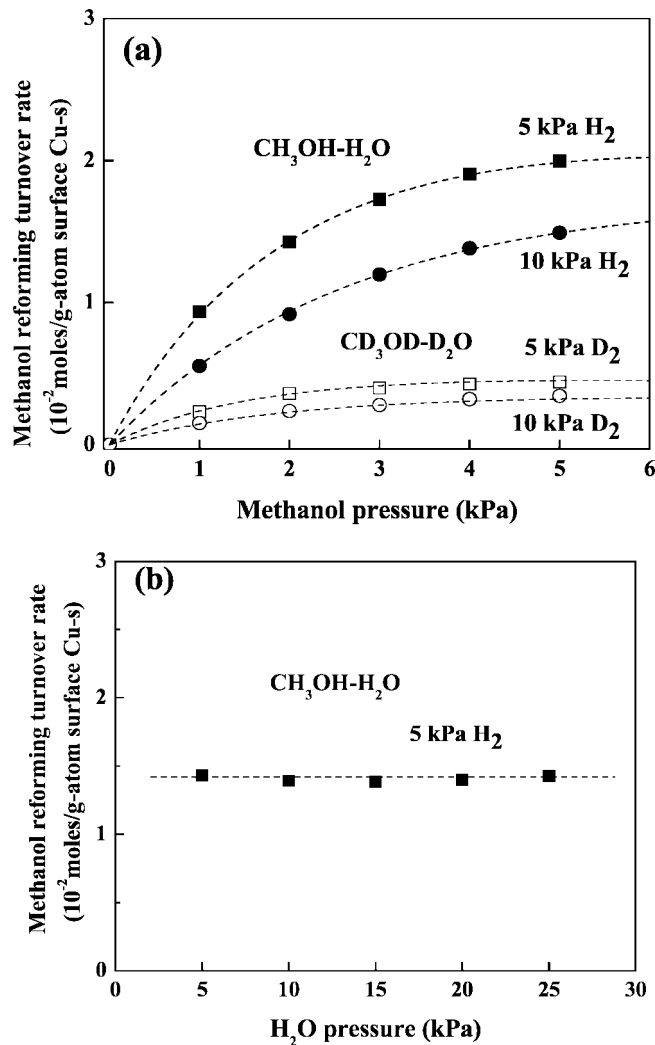 3
(a)
CH₃OH-H₂O
5 kPa H₂
2
10 kPa H₂
1
CD₃OD-D₂O
5 kPa D₂
10 kPa D₂
0
0 1 2 3 4 5 6
Methanol pressure (kPa)
Methanol reforming turnover rate
(10⁻² moles/g-atom surface Cu-s)
3
(b)
CH₃OH-H₂O
2
5 kPa H₂
1
0
0 5 10 15 20 25 30
H₂O pressure (kPa)
Methanol reforming turnover rate
(10⁻² moles/g-atom surface Cu-s)